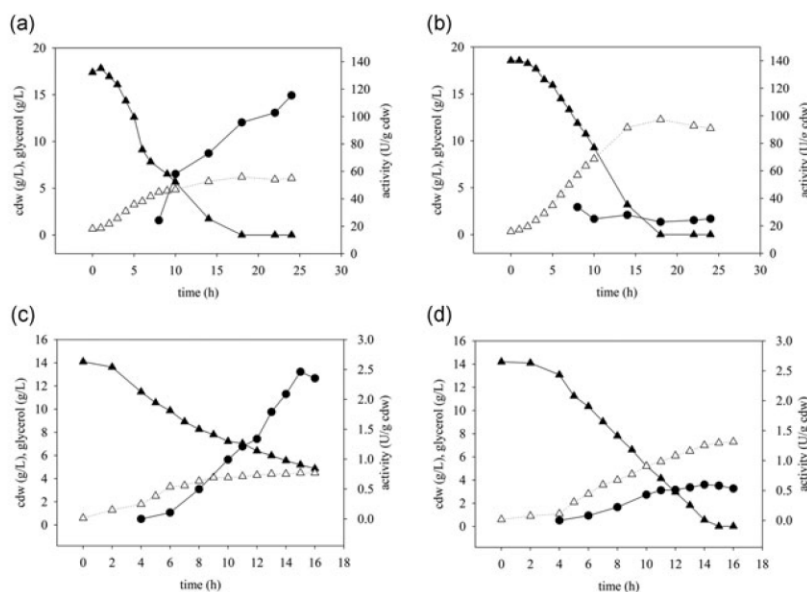 (a)
20
15
10
5
0
cdw (g/L), glycerol (g/L)
140
120
100
80
60
40
20
0
activity (U/g cdw)
0 5 10 15 20 25 30
time (h)
(b)
20
15
10
5
0
cdw (g/L), glycerol (g/L)
140
120
100
80
60
40
20
0
activity (U/g cdw)
0 5 10 15 20 25 30
time (h)
(c)
16
14
12
10
8
6
4
2
0
cdw (g/L), glycerol (g/L)
3.0
2.5
2.0
1.5
1.0
0.5
0.0
activity (U/g cdw)
0 2 4 6 8 10 12 14 16 18
time (h)
(d)
16
14
12
10
8
6
4
2
0
cdw (g/L), glycerol (g/L)
3.0
2.5
2.0
1.5
1.0
0.5
0.0
activity (U/g cdw)
0 2 4 6 8 10 12 14 16 18
time (h)